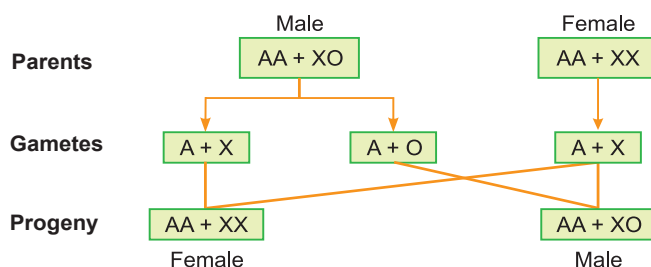 Male Female
Parents AA + XO AA + XX
Gametes A + X A + O A + X
Progeny AA + XX AA + XO
Female Male